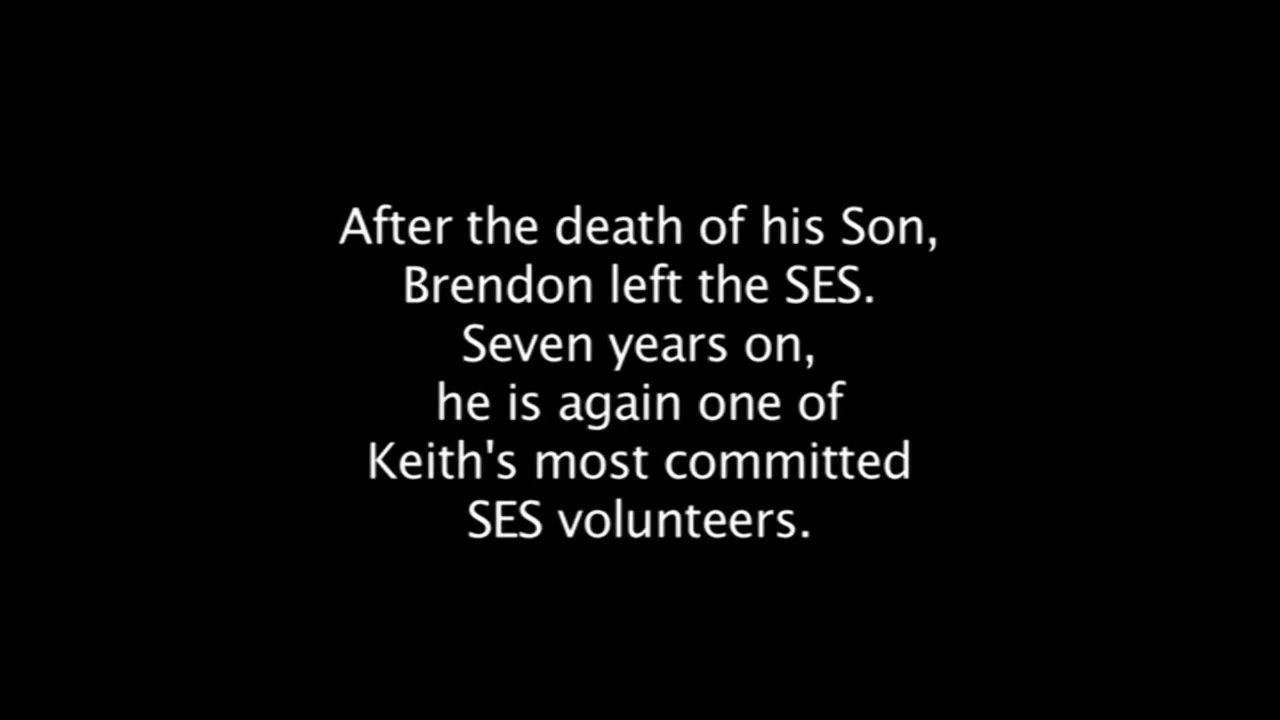 After the death of his Son,
Brendon left the SES.
Seven years on,
he is again one of
Keith's most committed
SES volunteers.